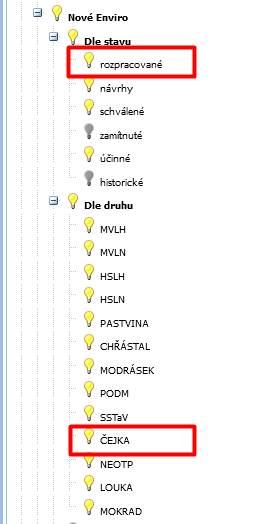 Nové Enviro
Dle stavu
rozpracované
návrhy
schválené
zamítnuté
účinné
historické
Dle druhu
MVLH
MVLN
HSLH
HSLN
PASTVINA
CHŘÁSTAL
MODRÁSEK
PODM
SSTaV
ČEJKA
NEOTP
LOUKA
MOKRAD